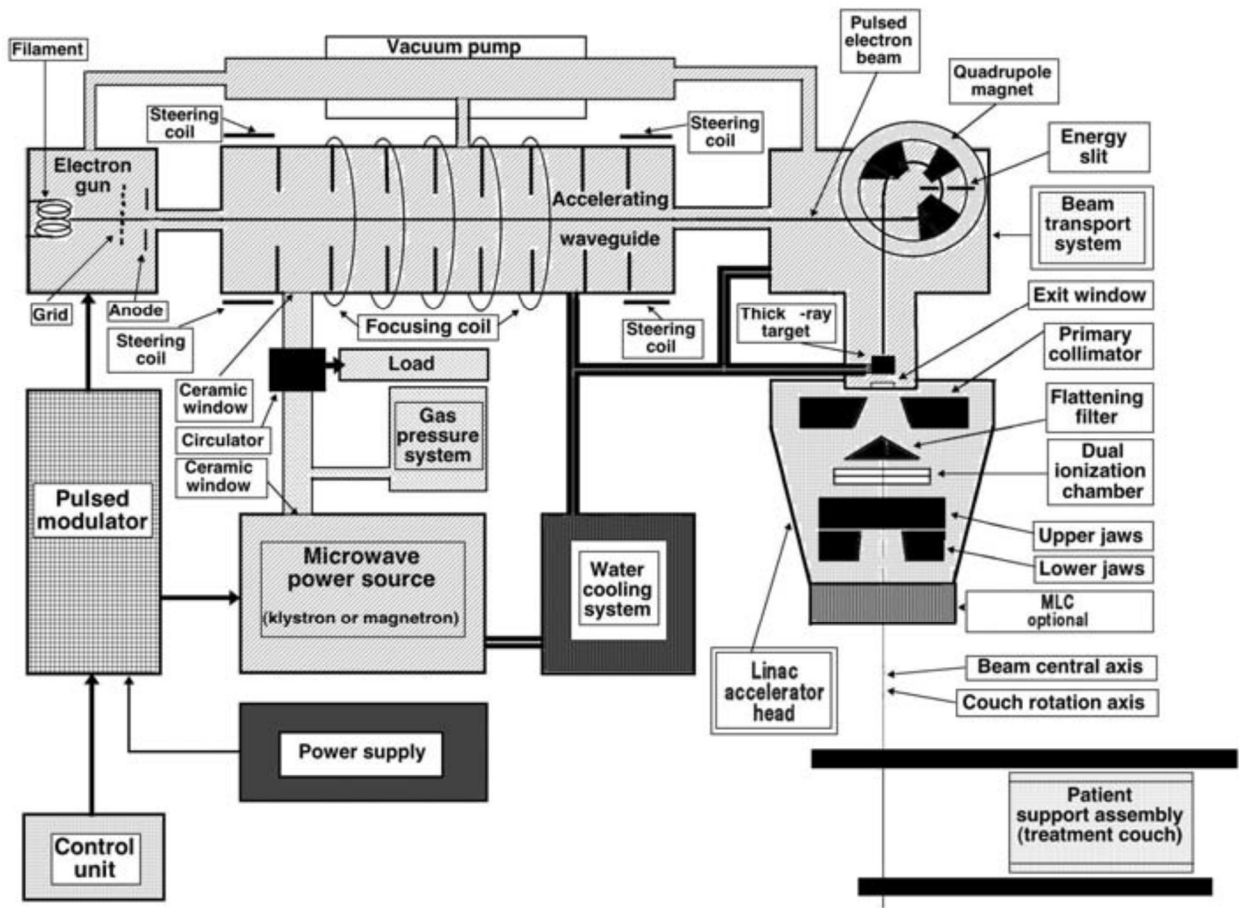 Filament
Vacuum pump
Pulsed
electron
beam
Quadrupole
magnet
Steering
coil
Steering
coil
Energy
slit
Electron
gun
Accelerating
waveguide
Beam
transport
system
Grid
Anode
Steering
coil
Focusing coil
Steering
coil
Thick -ray
target
Exit window
Primary
collimator
Load
Ceramic
window
Gas
pressure
system
Flattening
filter
Circulator
Ceramic
window
Dual
ionization
chamber
Pulsed
modulator
Microwave
power source
(klystron or magnetron)
Water
cooling
system
Upper jaws
Lower jaws
MLC
optional
Linac
accelerator
head
Beam central axis
Couch rotation axis
Power supply
Patient
support assembly
(treatment couch)
Control
unit